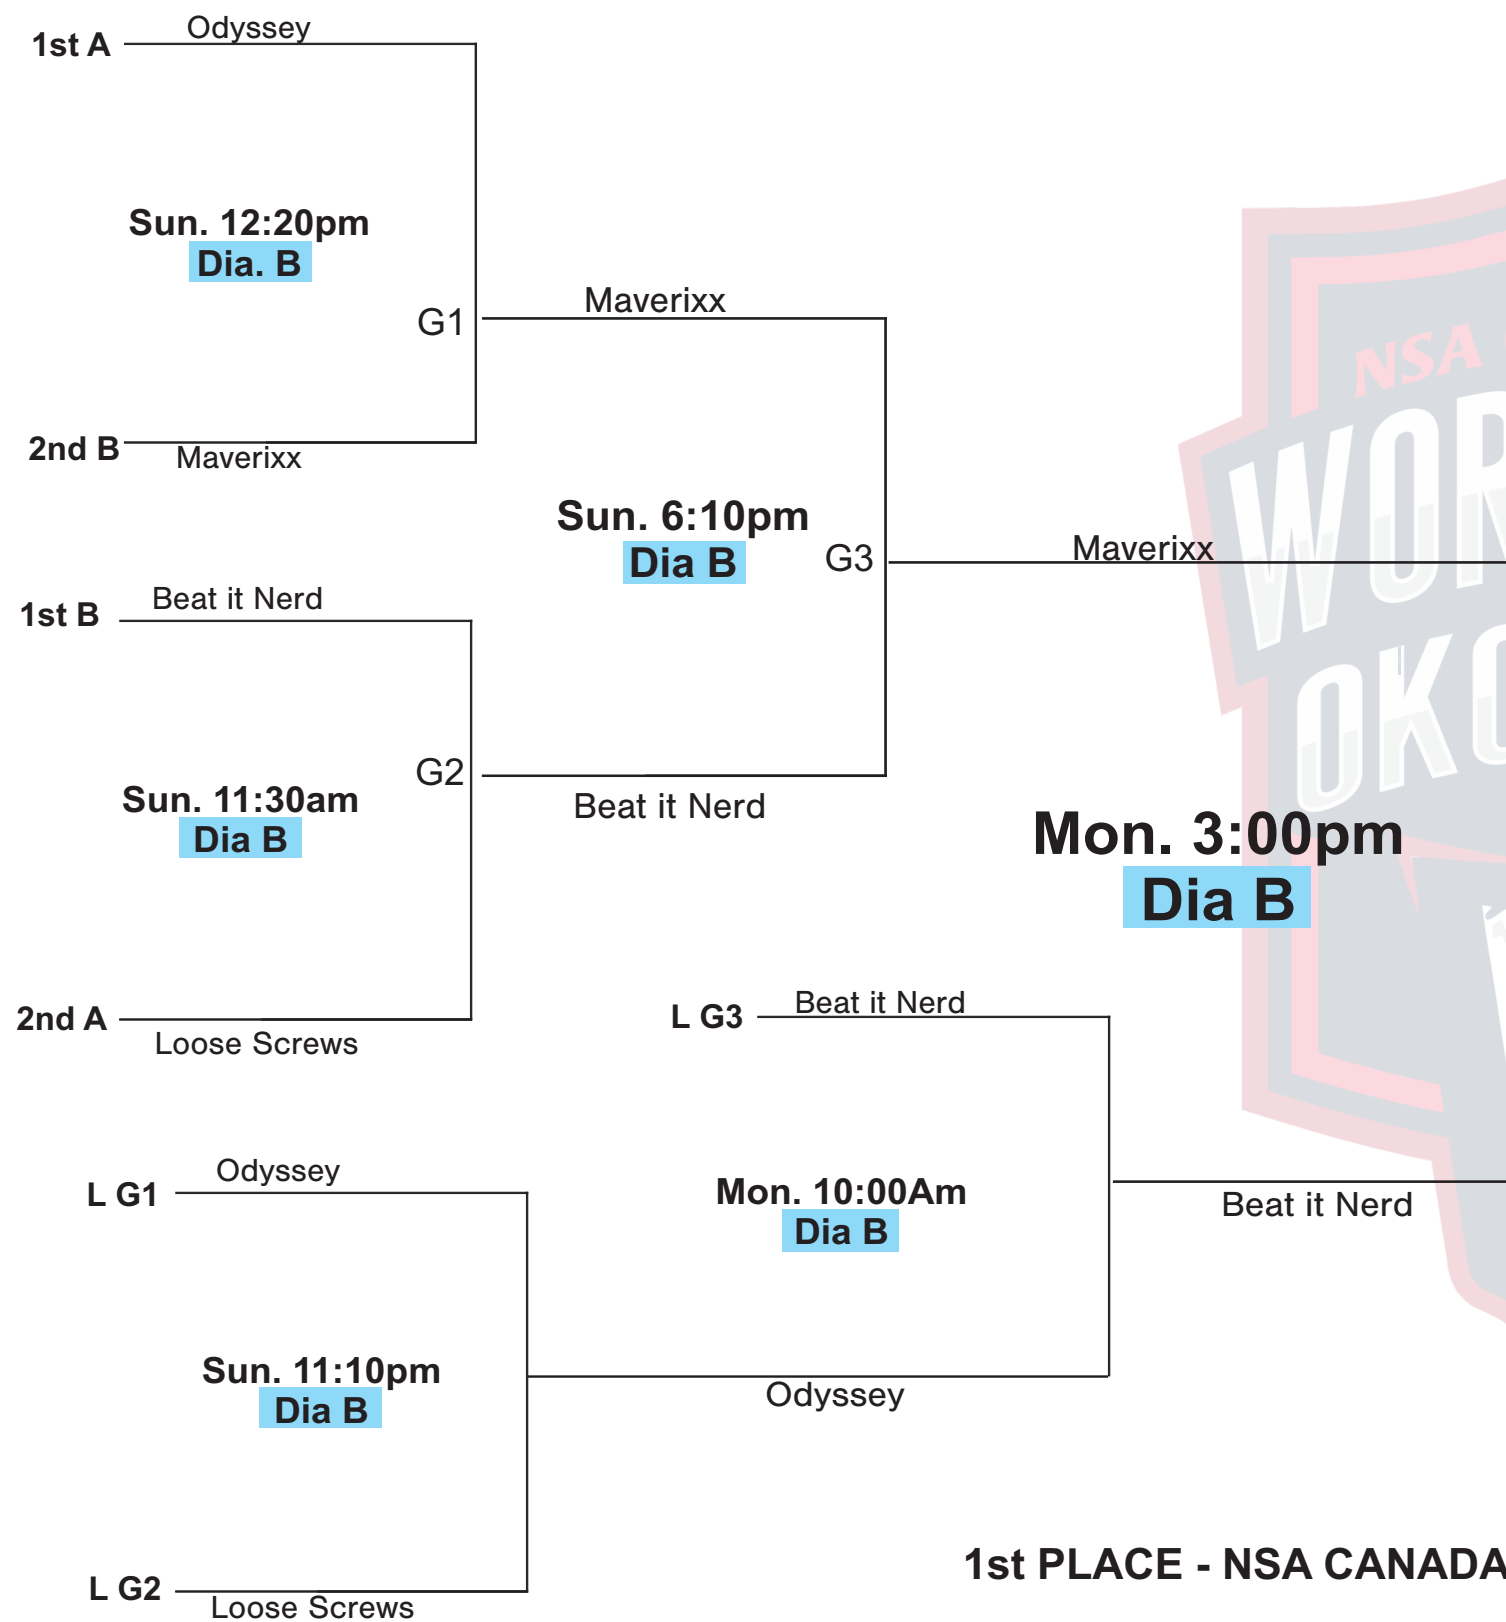 Odyssey
1st A
Sun. 12:20pm
Dia. B
G1
Maverixx
2nd B
Maverixx
Sun. 6:10pm
Dia B
G3
Maverixx
1st B
Beat it Nerd
G2
Sun. 11:30am
Dia B
Beat it Nerd
2nd A
Loose Screws
NSA
Mon. 3:00pm
Dia B
L G3
Beat it Nerd
L G1
Odyssey
Mon. 10:00Am
Dia B
Beat it Nerd
Sun. 11:10pm
Dia B
Odyssey
L G2
Loose Screws
1st PLACE - NSA CANADA